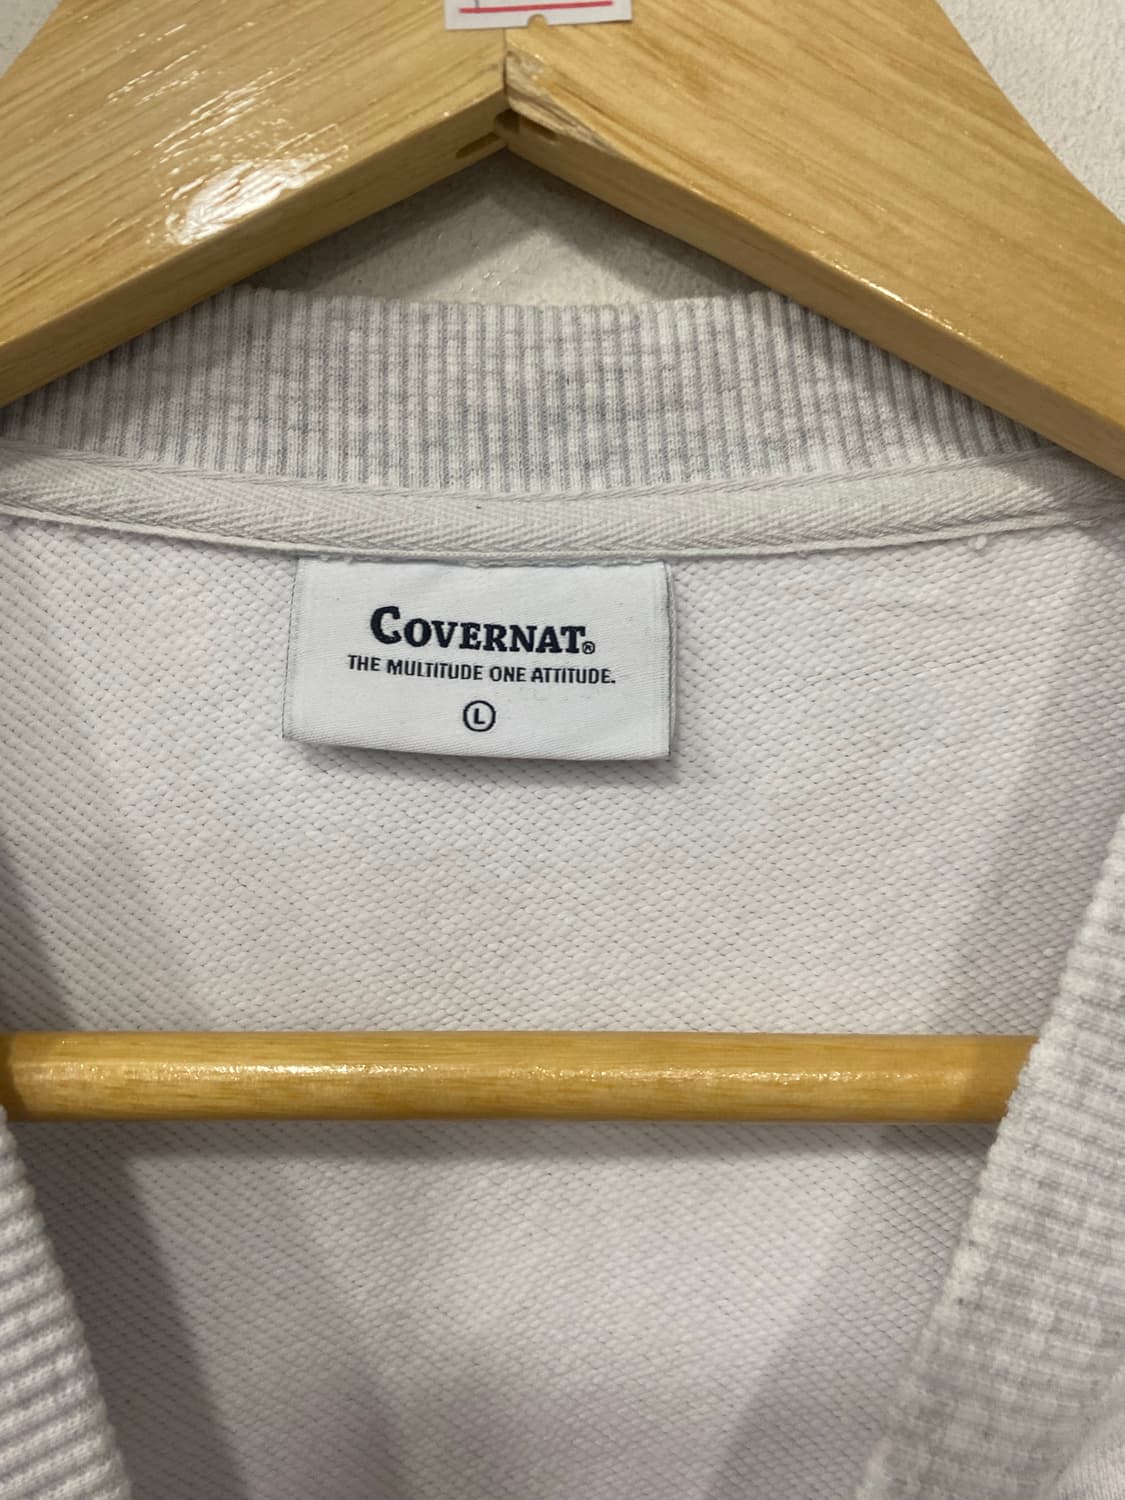 COVERNAT®
THE MULTITUDE ONE ATTITUDE.
L